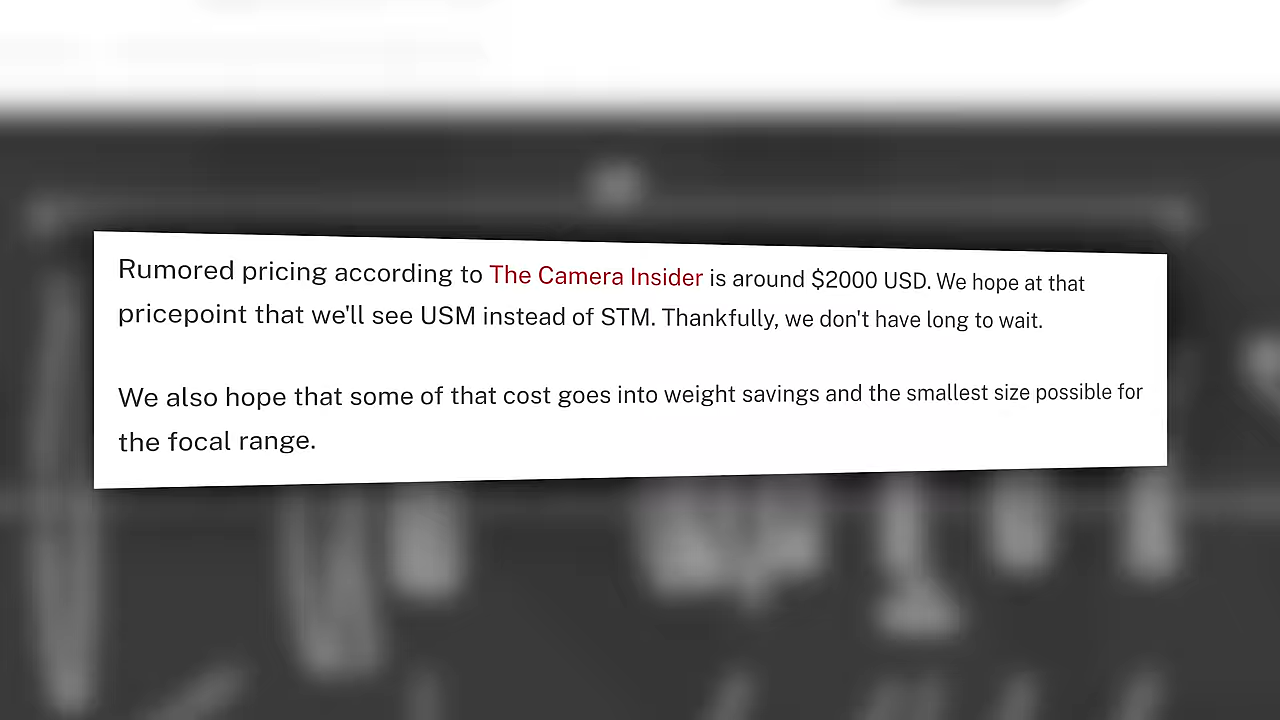 Rumored pricing according to The Camera Insider is around $2000 USD. We hope at that
pricepoint that we'll see USM instead of STM. Thankfully, we don't have long to wait.
We also hope that some of that cost goes into weight savings and the smallest size possible for
the focal range.